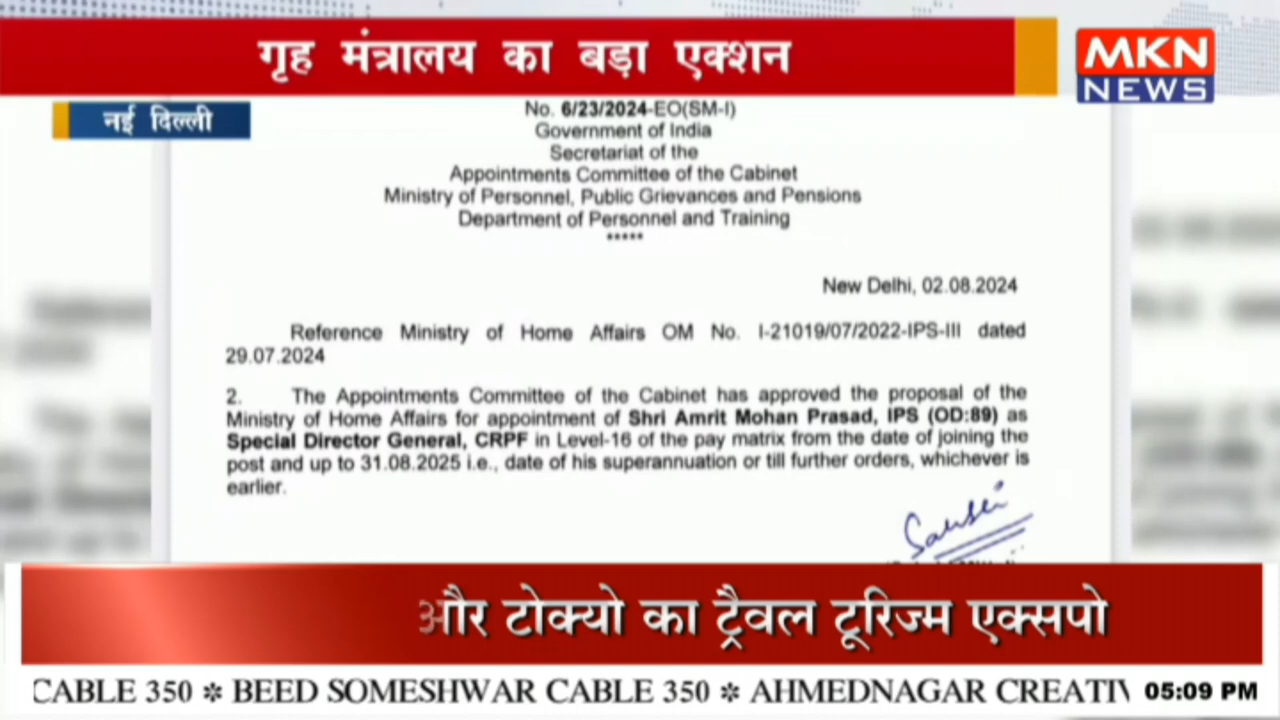 गृह मंत्रालय का बड़ा एक्शन
MKN
NEWS
नई दिल्ली
No. 6/23/2024-EO(SM-I)
Government of India
Secretariat of the
Appointments Committee of the Cabinet
Ministry of Personnel, Public Grievances and Pensions
Department of Personnel and Training
*****
New Delhi, 02.08.2024
Reference Ministry of Home Affairs OM No. I-21019/07/2022-IPS-III dated
29.07.2024
2. The Appointments Committee of the Cabinet has approved the proposal of the
Ministry of Home Affairs for appointment of Shri Amrit Mohan Prasad, IPS (OD:89) as
Special Director General, CRPF in Level-16 of the pay matrix from the date of joining the
post and up to 31.08.2025 i.e., date of his superannuation or till further orders, whichever is
earlier.
और टोक्यो का ट्रैवल टूरिज्म एक्सपो
CABLE 350 ✻ BEED SOMESHWAR CABLE 350 ✻ AHMEDNAGAR CREATIV
05:09 PM